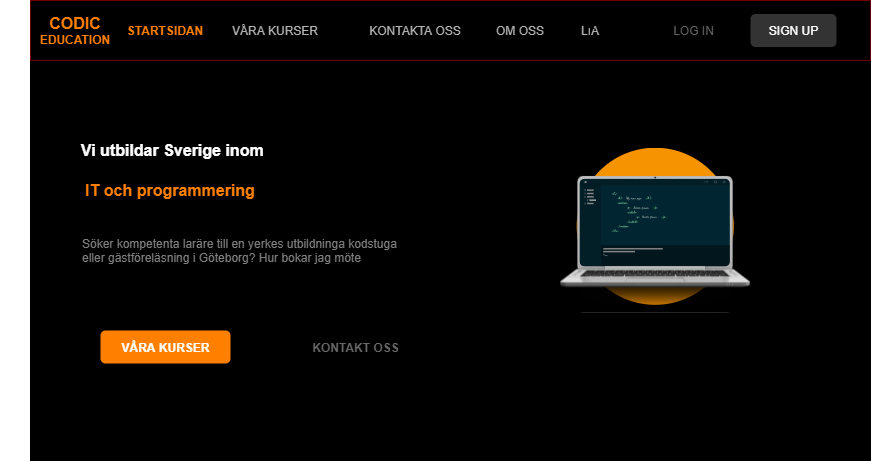 CODIC
EDUCATION
STARTSIDAN
VÅRA KURSER
KONTAKTA OSS
OM OSS
LiA
LOG IN
SIGN UP
Vi utbildar Sverige inom
IT och programmering
Söker kompetenta laräre till en yerkes utbildninga kodstuga
eller gästföreläsning i Göteborg? Hur bokar jag möte
VÅRA KURSER
KONTAKT OSS